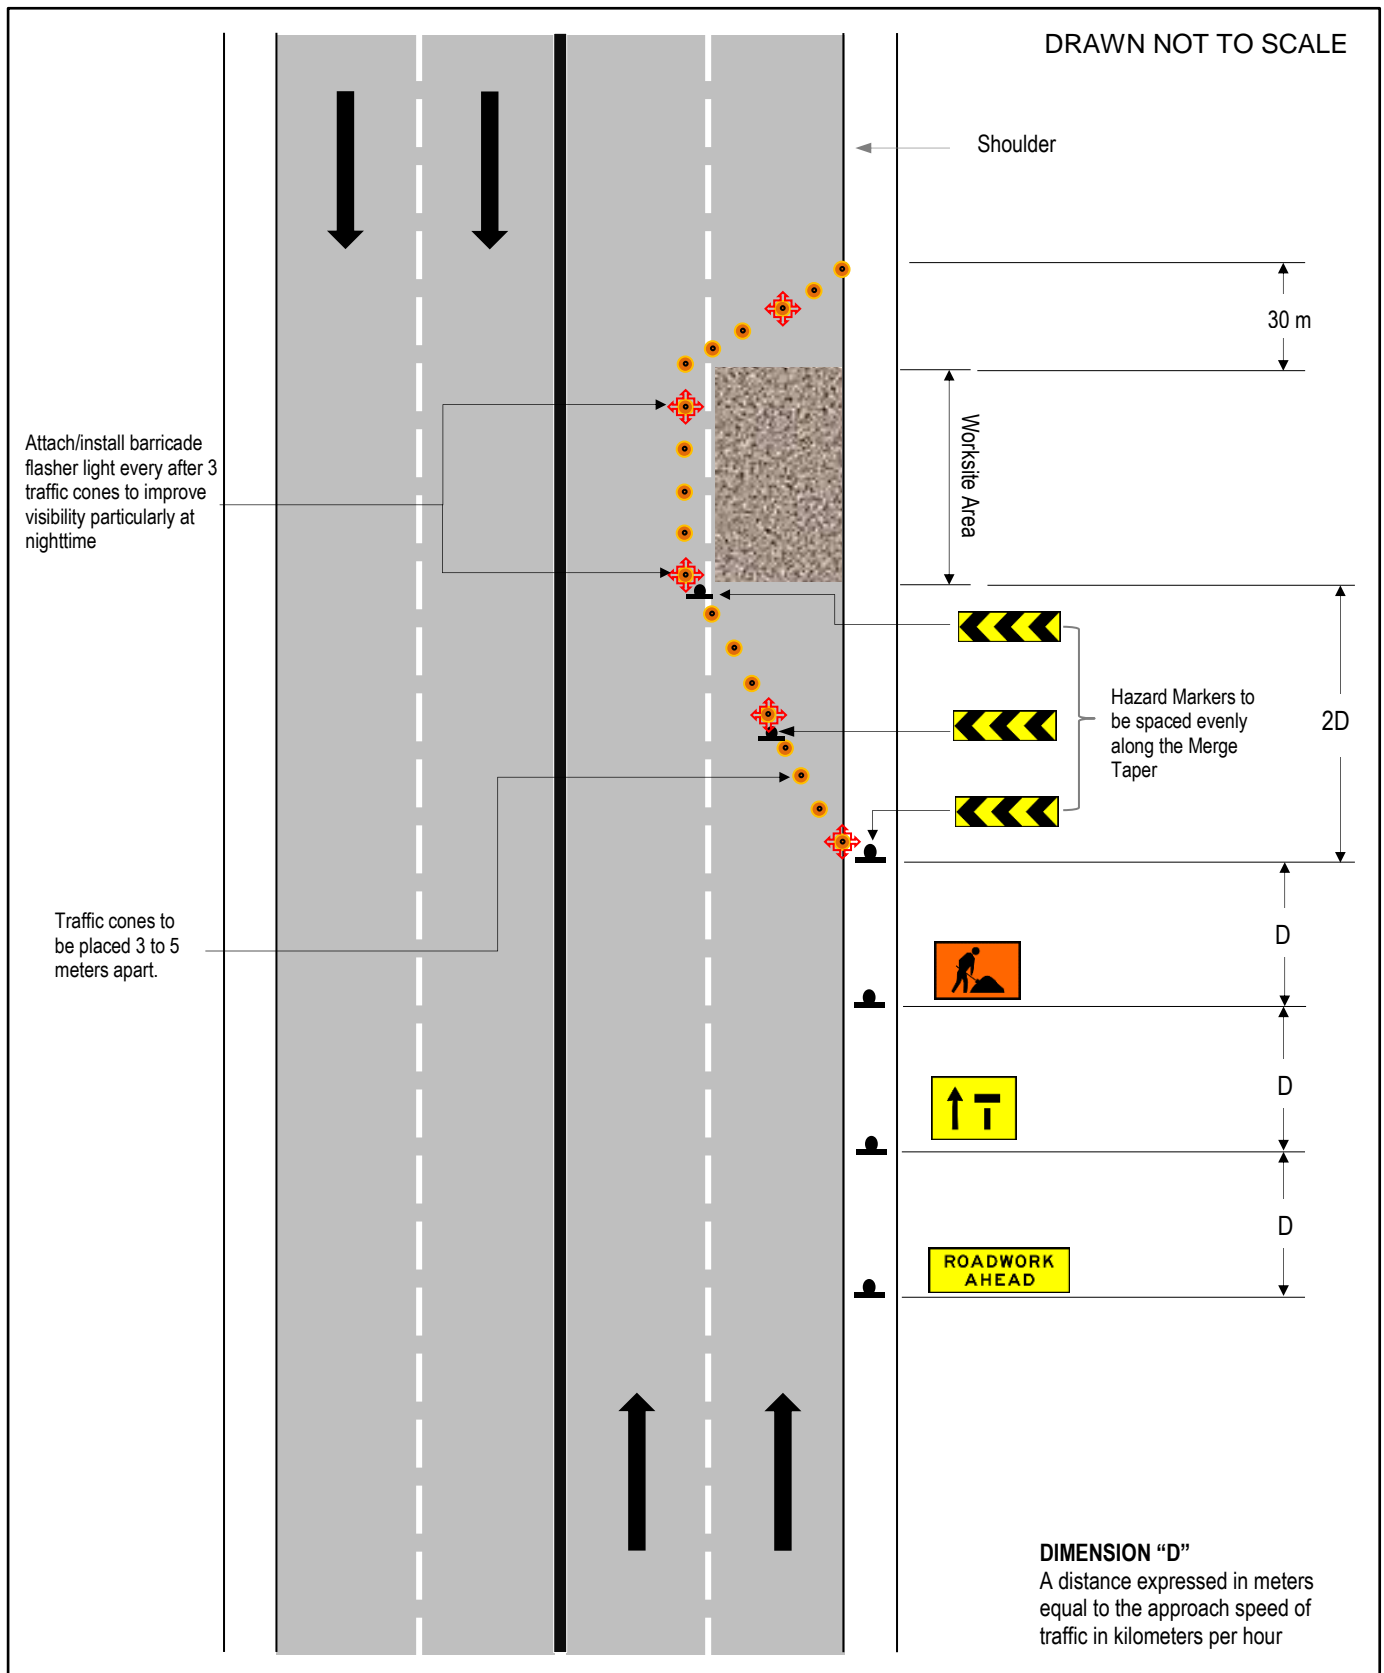 DRAWN NOT TO SCALE
Shoulder
30 m
Worksite Area
Attach/install barricade
flasher light every after 3
traffic cones to improve
visibility particularly at
nighttime
Hazard Markers to
be spaced evenly
along the Merge
Taper
2D
Traffic cones to
be placed 3 to 5
meters apart.
D
D
D
ROADWORK
AHEAD
DIMENSION “D”
A distance expressed in meters
equal to the approach speed of
traffic in kilometers per hour